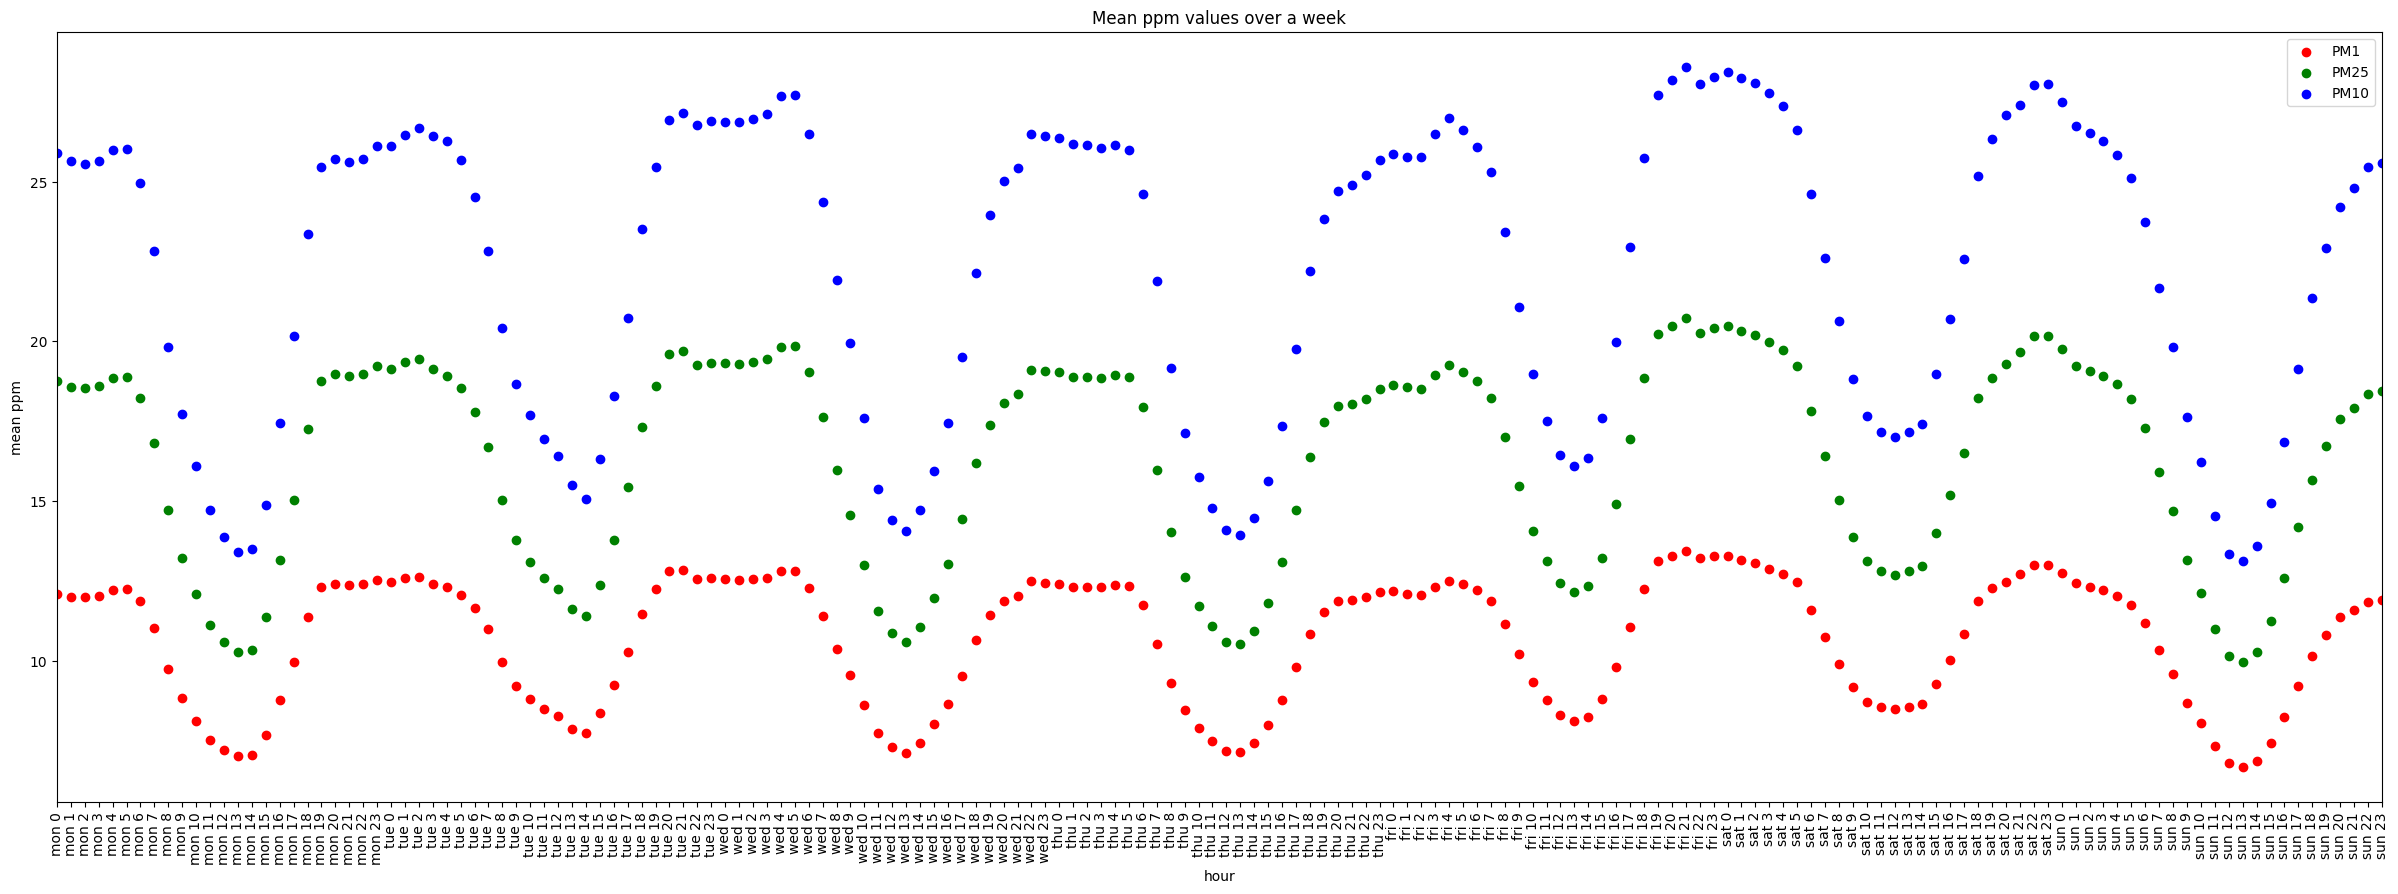 Mean ppm values over a week
PM1
PM25
PM10
mean ppm
25
20
15
10
mon 0
mon 1
mon 2
mon 3
mon 4
mon 5
mon 6
mon 7
mon 8
mon 9
mon 10
mon 11
mon 12
mon 13
mon 14
mon 15
mon 16
mon 17
mon 18
mon 19
mon 20
mon 21
mon 22
mon 23
tue 0
tue 1
tue 2
tue 3
tue 4
tue 5
tue 6
tue 7
tue 8
tue 9
tue 10
tue 11
tue 12
tue 13
tue 14
tue 15
tue 16
tue 17
tue 18
tue 19
tue 20
tue 21
tue 22
tue 23
wed 0
wed 1
wed 2
wed 3
wed 4
wed 5
wed 6
wed 7
wed 8
wed 9
wed 10
wed 11
wed 12
wed 13
wed 14
wed 15
wed 16
wed 17
wed 18
wed 19
wed 20
wed 21
wed 22
wed 23
thu 0
thu 1
thu 2
thu 3
thu 4
thu 5
thu 6
thu 7
thu 8
thu 9
thu 10
thu 11
thu 12
thu 13
thu 14
thu 15
thu 16
thu 17
thu 18
thu 19
thu 20
thu 21
thu 22
thu 23
fri 0
fri 1
fri 2
fri 3
fri 4
fri 5
fri 6
fri 7
fri 8
fri 9
fri 10
fri 11
fri 12
fri 13
fri 14
fri 15
fri 16
fri 17
fri 18
fri 19
fri 20
fri 21
fri 22
fri 23
sat 0
sat 1
sat 2
sat 3
sat 4
sat 5
sat 6
sat 7
sat 8
sat 9
sat 10
sat 11
sat 12
sat 13
sat 14
sat 15
sat 16
sat 17
sat 18
sat 19
sat 20
sat 21
sat 22
sat 23
sun 0
sun 1
sun 2
sun 3
sun 4
sun 5
sun 6
sun 7
sun 8
sun 9
sun 10
sun 11
sun 12
sun 13
sun 14
sun 15
sun 16
sun 17
sun 18
sun 19
sun 20
sun 21
sun 22
sun 23
hour